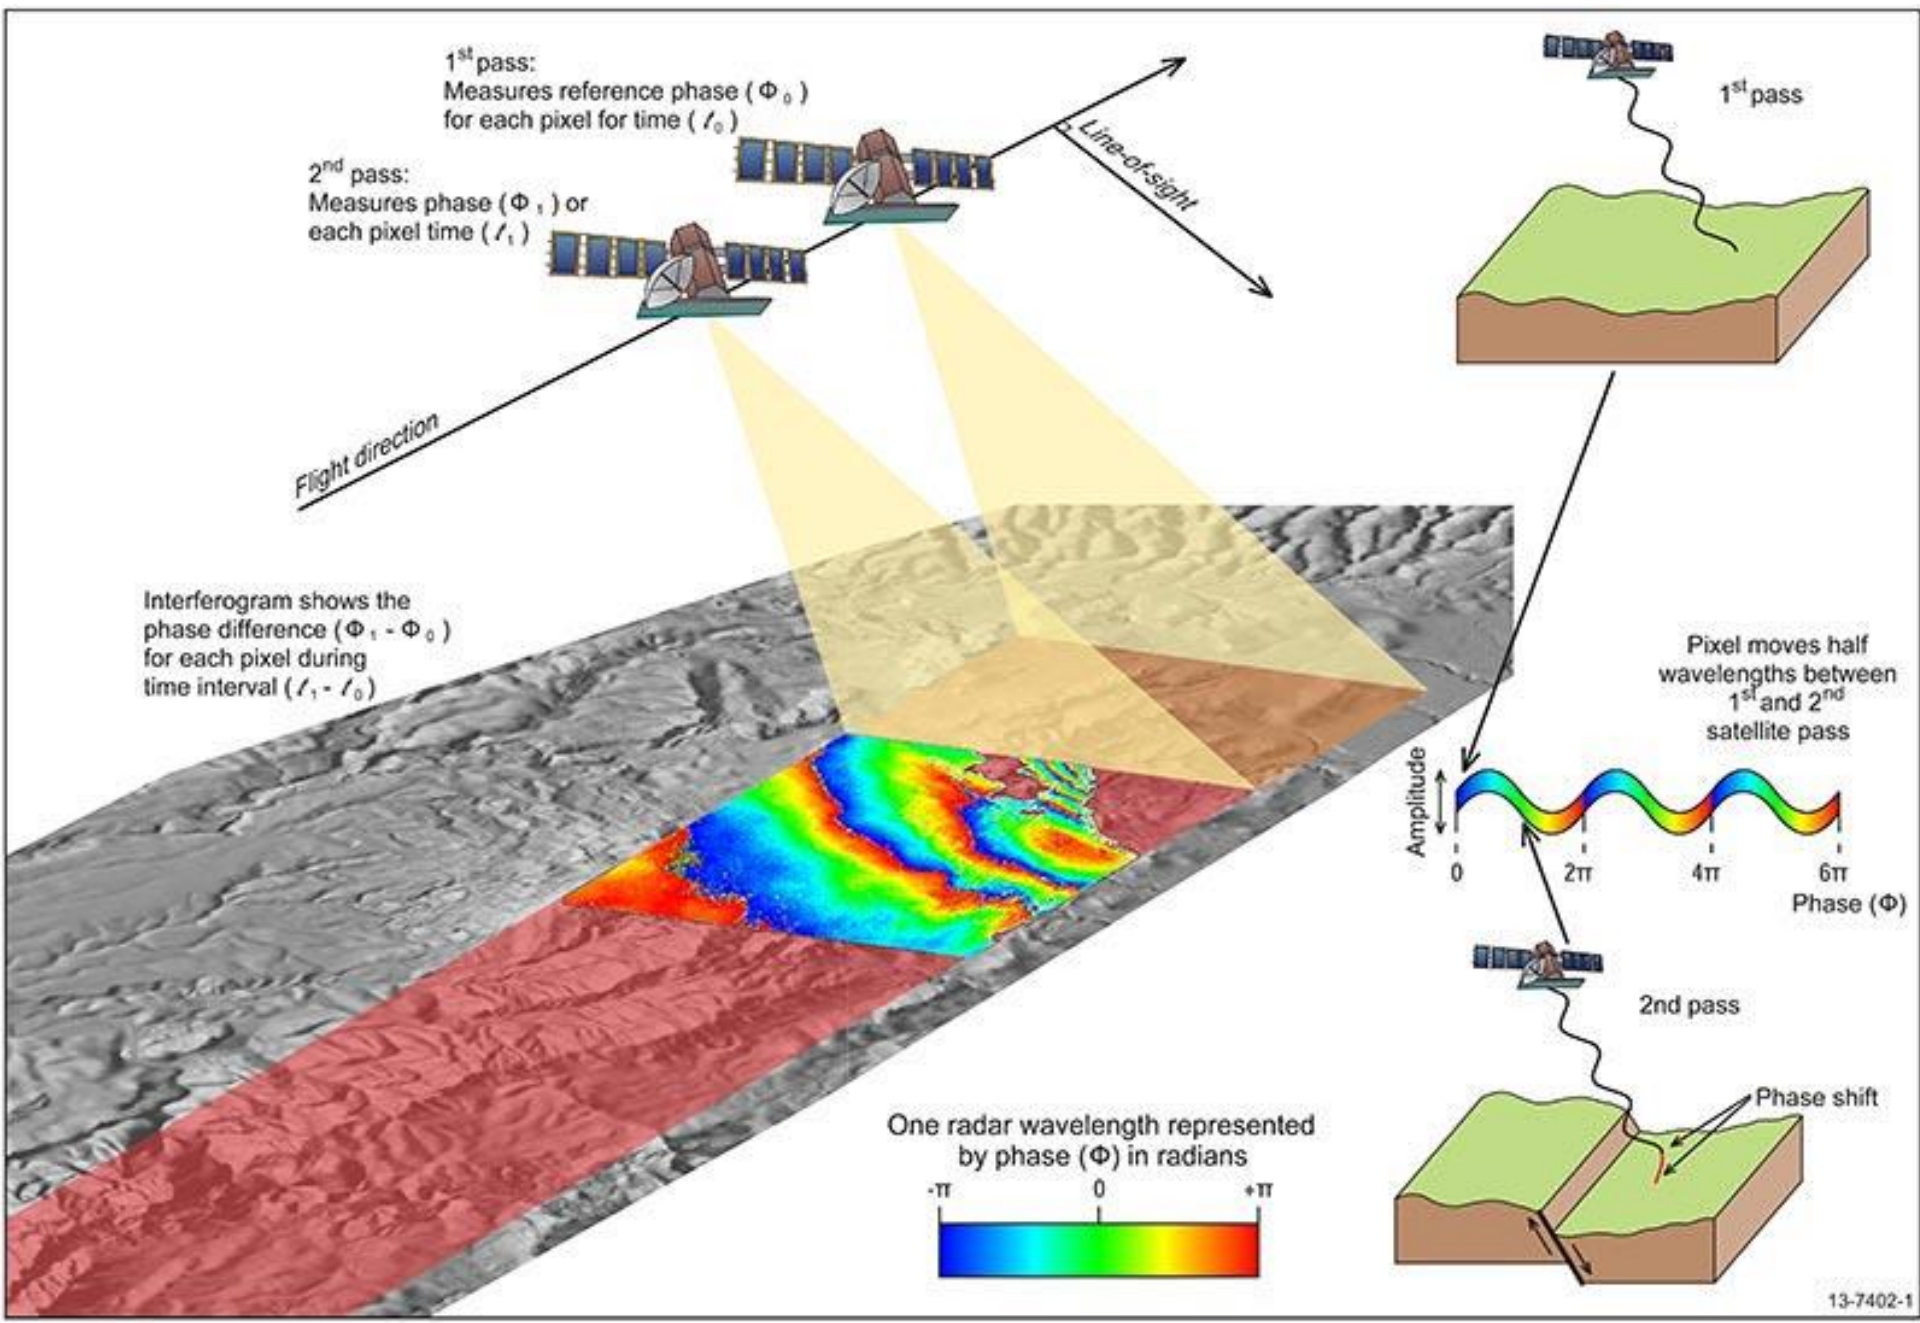 1st pass:
Measures reference phase (Φ0)
for each pixel for time (t0)
2nd pass:
Measures phase (Φ1) or
each pixel time (t1)
Line-of-sight
Flight direction
1st pass
Interferogram shows the
phase difference (Φ1 - Φ0)
for each pixel during
time interval (t1 - t0)
Pixel moves half
wavelengths between
1st and 2nd
satellite pass
Amplitude
0 2π 4π 6π
Phase (Φ)
2nd pass
Phase shift
One radar wavelength represented
by phase (Φ) in radians
-π 0 +π
13-7402-1